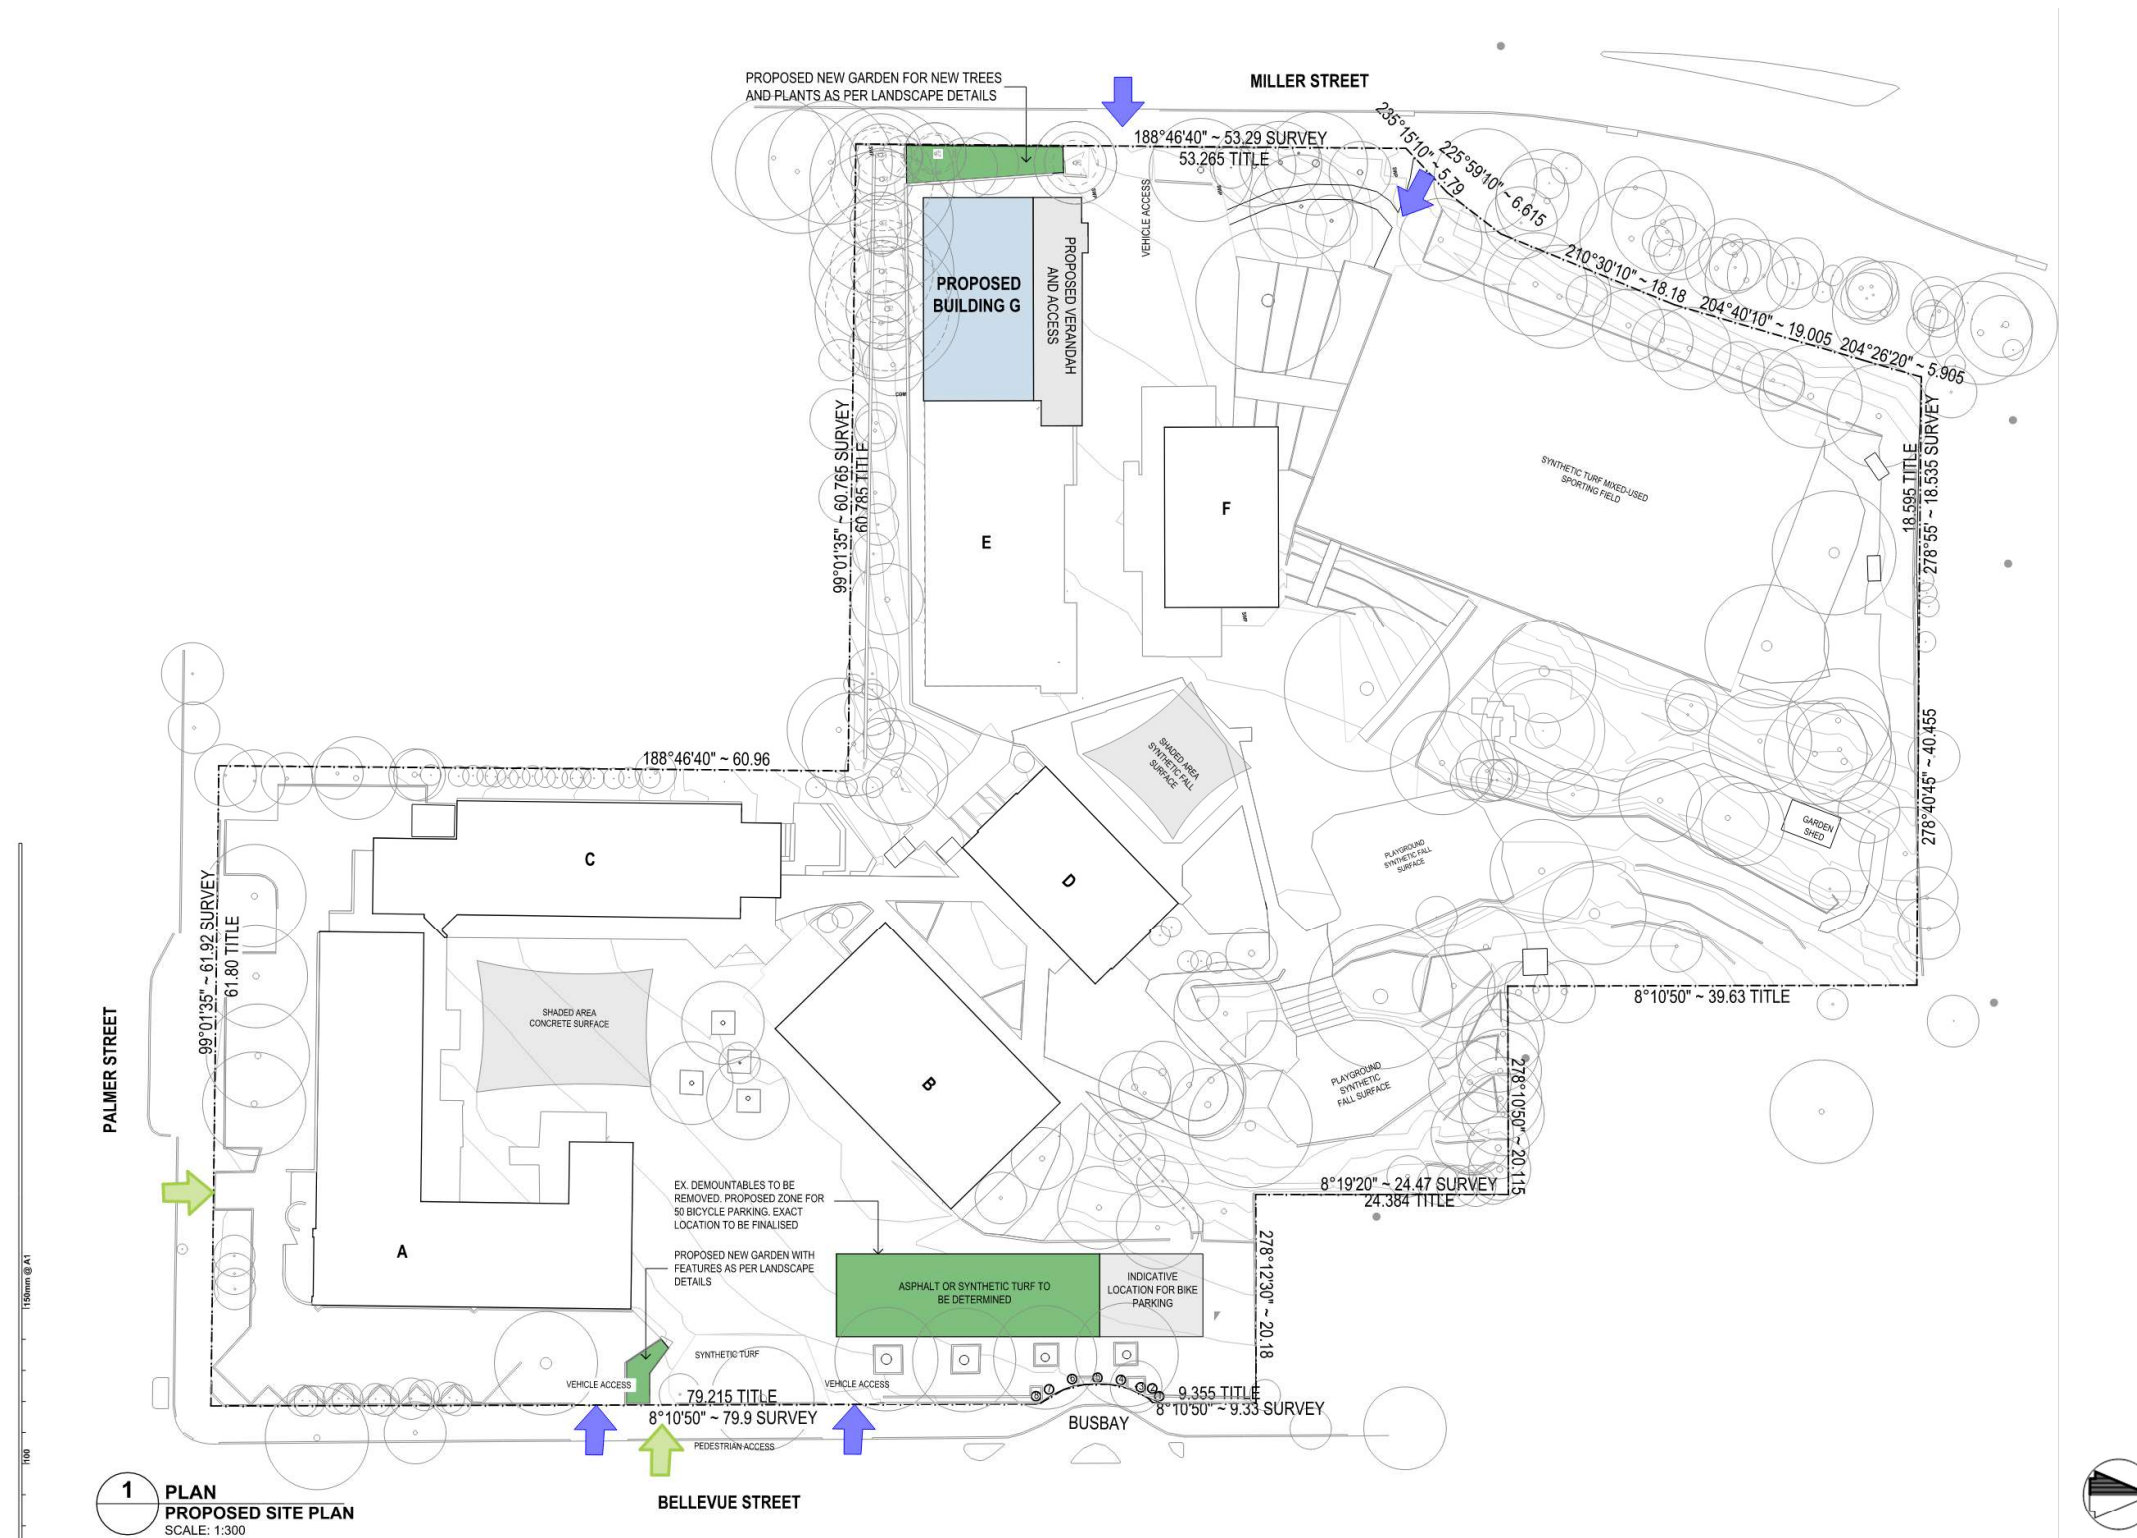 PROPOSED NEW GARDEN FOR NEW TREES
AND PLANTS AS PER LANDSCAPE DETAILS
MILLER STREET
188°46'40" ~ 53.29 SURVEY
53.265 TITLE
235°15'10" ~ 5.79
225°59'10" ~ 6.615
210°30'10" ~ 18.18
204°40'10" ~ 19.005
204°26'20" ~ 5.905
VEHICLE ACCESS
PROPOSED
BUILDING G
PROPOSED VERANDAH
AND ACCESS
99°01'35" ~ 60.765 SURVEY
60.785 TITLE
E
F
SYNTHETIC TURF MIXED-USED
SPORTING FIELD
18.595 TITLE
278°55' ~ 18.535 SURVEY
278°40'45" ~ 40.455
188°46'40" ~ 60.96
SHADED AREA
SYNTHETIC FALL
SURFACE
GARDEN
SHED
PLAYGROUND
SYNTHETIC FALL
SURFACE
C
D
99°01'35" ~ 61.92 SURVEY
61.80 TITLE
PALMER STREET
SHADED AREA
CONCRETE SURFACE
B
8°10'50" ~ 39.63 TITLE
PLAYGROUND
SYNTHETIC
FALL SURFACE
278°10'50" ~ 20.115
8°19'20" ~ 24.47 SURVEY
24.384 TITLE
278°12'30" ~ 20.18
A
EX. DEMOUNTABLES TO BE
REMOVED. PROPOSED ZONE FOR
50 BICYCLE PARKING. EXACT
LOCATION TO BE FINALISED
PROPOSED NEW GARDEN WITH
FEATURES AS PER LANDSCAPE
DETAILS
ASPHALT OR SYNTHETIC TURF TO
BE DETERMINED
INDICATIVE
LOCATION FOR BIKE
PARKING
SYNTHETIC TURF
VEHICLE ACCESS
VEHICLE ACCESS
79.215 TITLE
8°10'50" ~ 79.9 SURVEY
9.355 TITLE
8°10'50" ~ 9.33 SURVEY
BUSBAY
PEDESTRIAN ACCESS
BELLEVUE STREET
150mm @ A1
100
1
PLAN
PROPOSED SITE PLAN
SCALE: 1:300